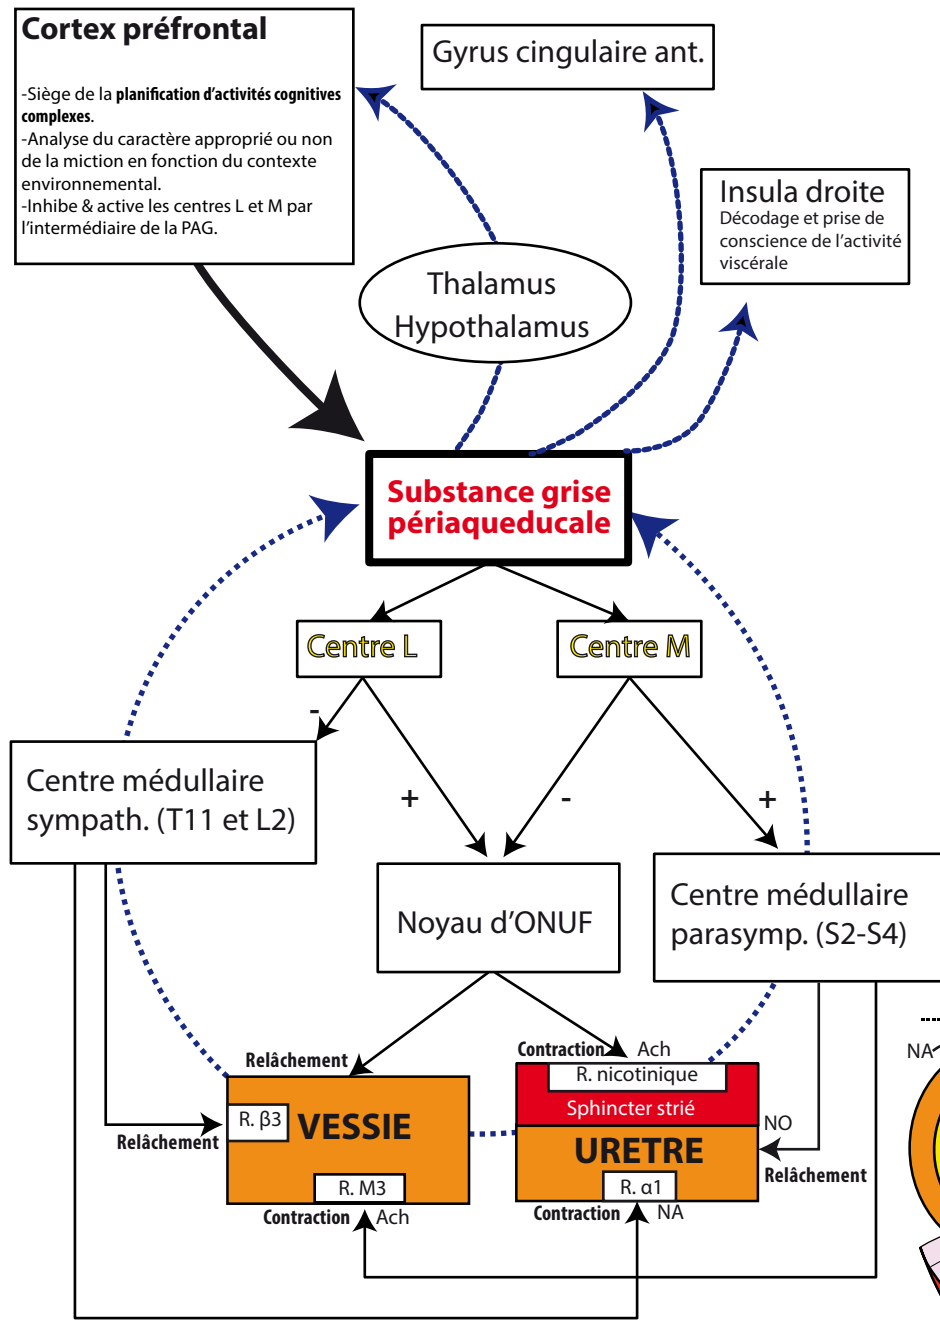 Cortex préfrontal
-Siège de la planification d'activités cognitives
complexes.
-Analyse du caractère approprié ou non
de la miction en fonction du contexte
environnemental.
-Inhibe & active les centres L et M par
l'intermédiaire de la PAG.
Gyrus cingulaire ant.
Insula droite
Décodage et prise de
conscience de l'activité
viscérale
Thalamus
Hypothalamus
Substance grise
périaqueducale
Centre L
Centre M
-
+
-
+
Centre médullaire
sympath. (T11 et L2)
Noyau d'ONUF
Centre médullaire
parasymp. (S2-S4)
Relâchement
Contraction Ach
R. nicotinique
Sphincter strié
NA
R. β3
VESSIE
Relâchement
R. M3
Contraction Ach
URETRE
NO
Relâchement
R. α1
Contraction NA